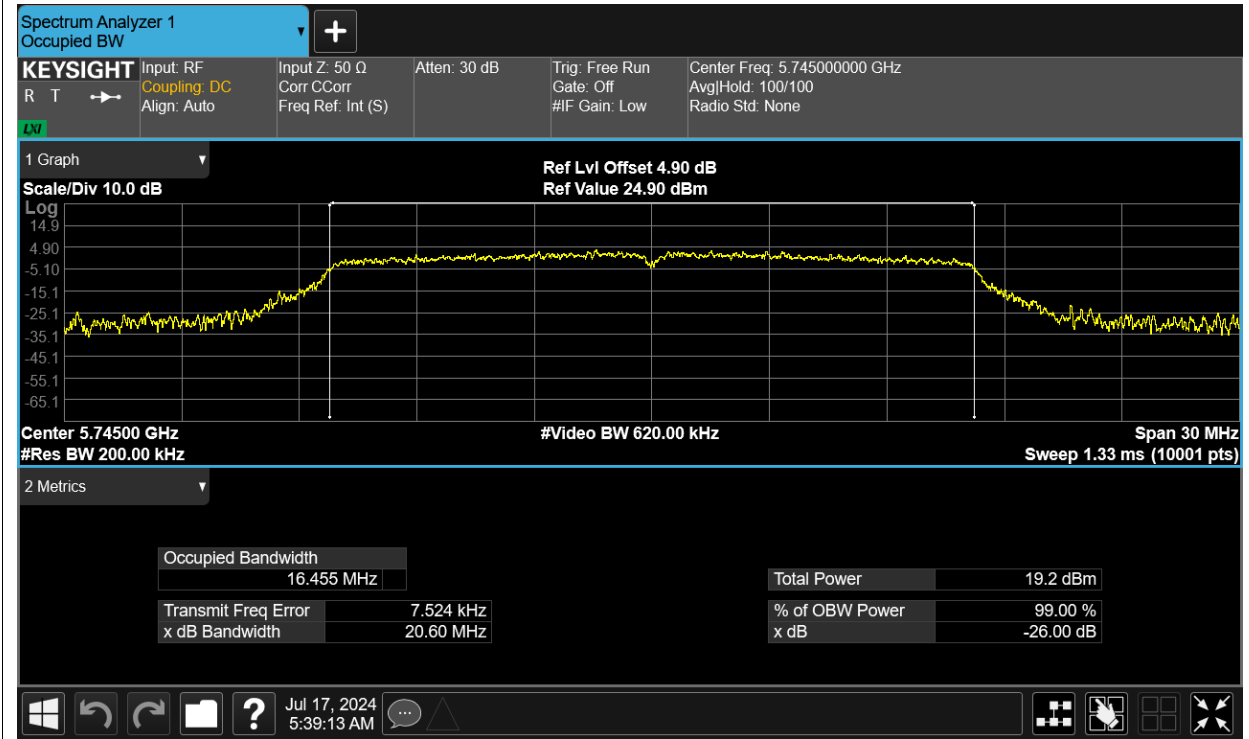 Spectrum Analyzer 1
Occupied BW
KEYSIGHT
R T
LXI
Input: RF
Coupling: DC
Align: Auto
Input Z: 50 Ω
Corr CCorr
Freq Ref: Int (S)
Atten: 30 dB
Trig: Free Run
Gate: Off
#IF Gain: Low
Center Freq: 5.745000000 GHz
Avg|Hold: 100/100
Radio Std: None
1 Graph
Scale/Div 10.0 dB
Ref Lvl Offset 4.90 dB
Ref Value 24.90 dBm
Log
14.9
4.90
-5.10
-15.1
-25.1
-35.1
-45.1
-55.1
-65.1
Center 5.74500 GHz
#Res BW 200.00 kHz
#Video BW 620.00 kHz
Span 30 MHz
Sweep 1.33 ms (10001 pts)
2 Metrics
Occupied Bandwidth
16.455 MHz
Transmit Freq Error 7.524 kHz
x dB Bandwidth 20.60 MHz
Total Power 19.2 dBm
% of OBW Power 99.00 %
x dB -26.00 dB
?
Jul 17, 2024
5:39:13 AM